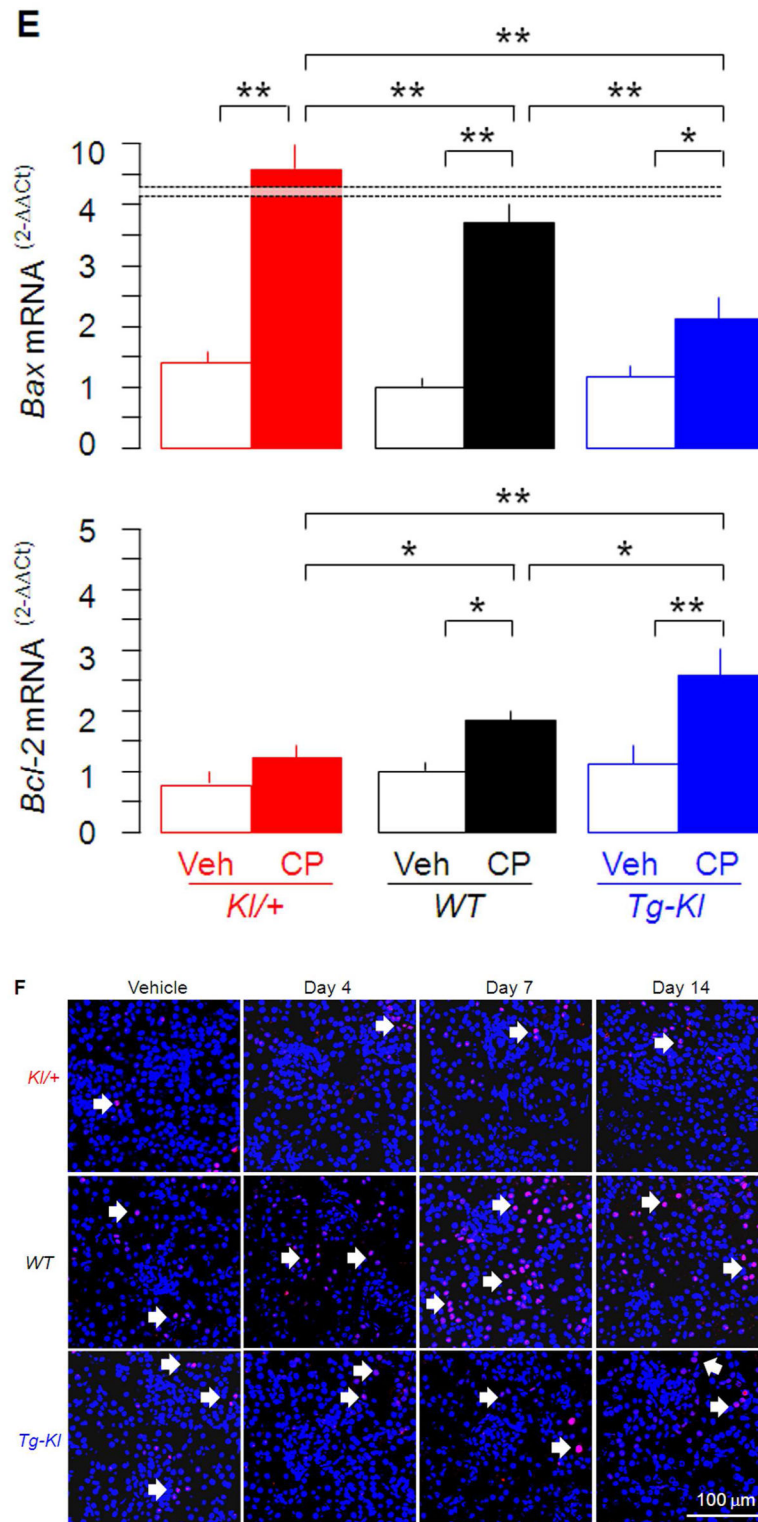 E
**
** ** **
** *
10
4
3
2
1
0
Bax mRNA (2-ΔΔCt)
**
* *
* **
5
4
3
2
1
0
Bcl-2 mRNA (2-ΔΔCt)
Veh CP Veh CP Veh CP
Kl/+ WT Tg-Kl
F
Vehicle Day 4 Day 7 Day 14
Kl/+
WT
Tg-Kl
100 µm